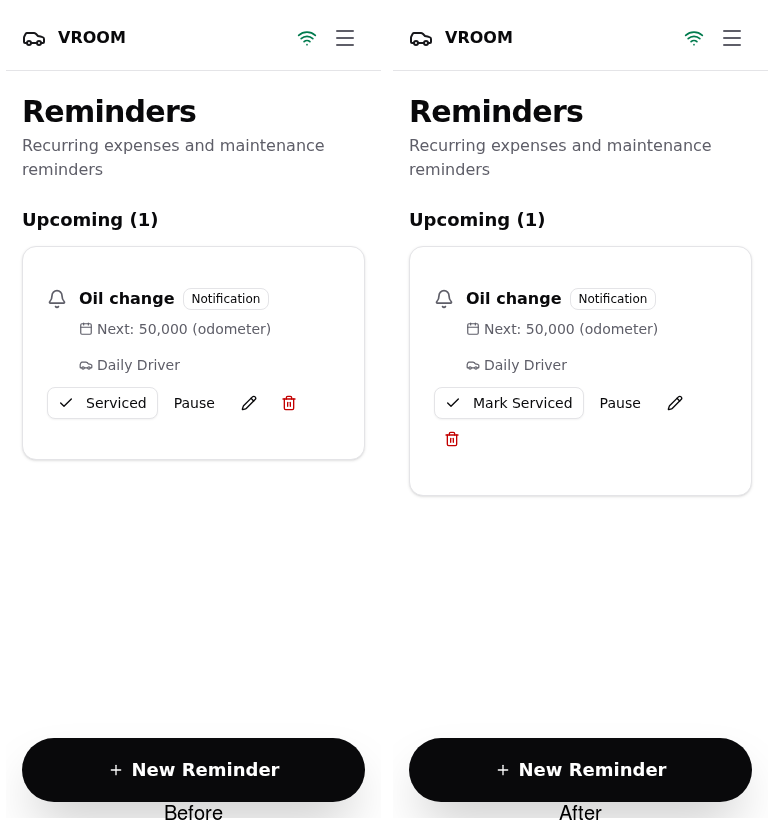 VROOM
Reminders
Recurring expenses and maintenance
reminders
Upcoming (1)
Oil change Notification
Next: 50,000 (odometer)
Daily Driver
Serviced Pause
+ New Reminder
Before
VROOM
Reminders
Recurring expenses and maintenance
reminders
Upcoming (1)
Oil change Notification
Next: 50,000 (odometer)
Daily Driver
Mark Serviced Pause
+ New Reminder
After